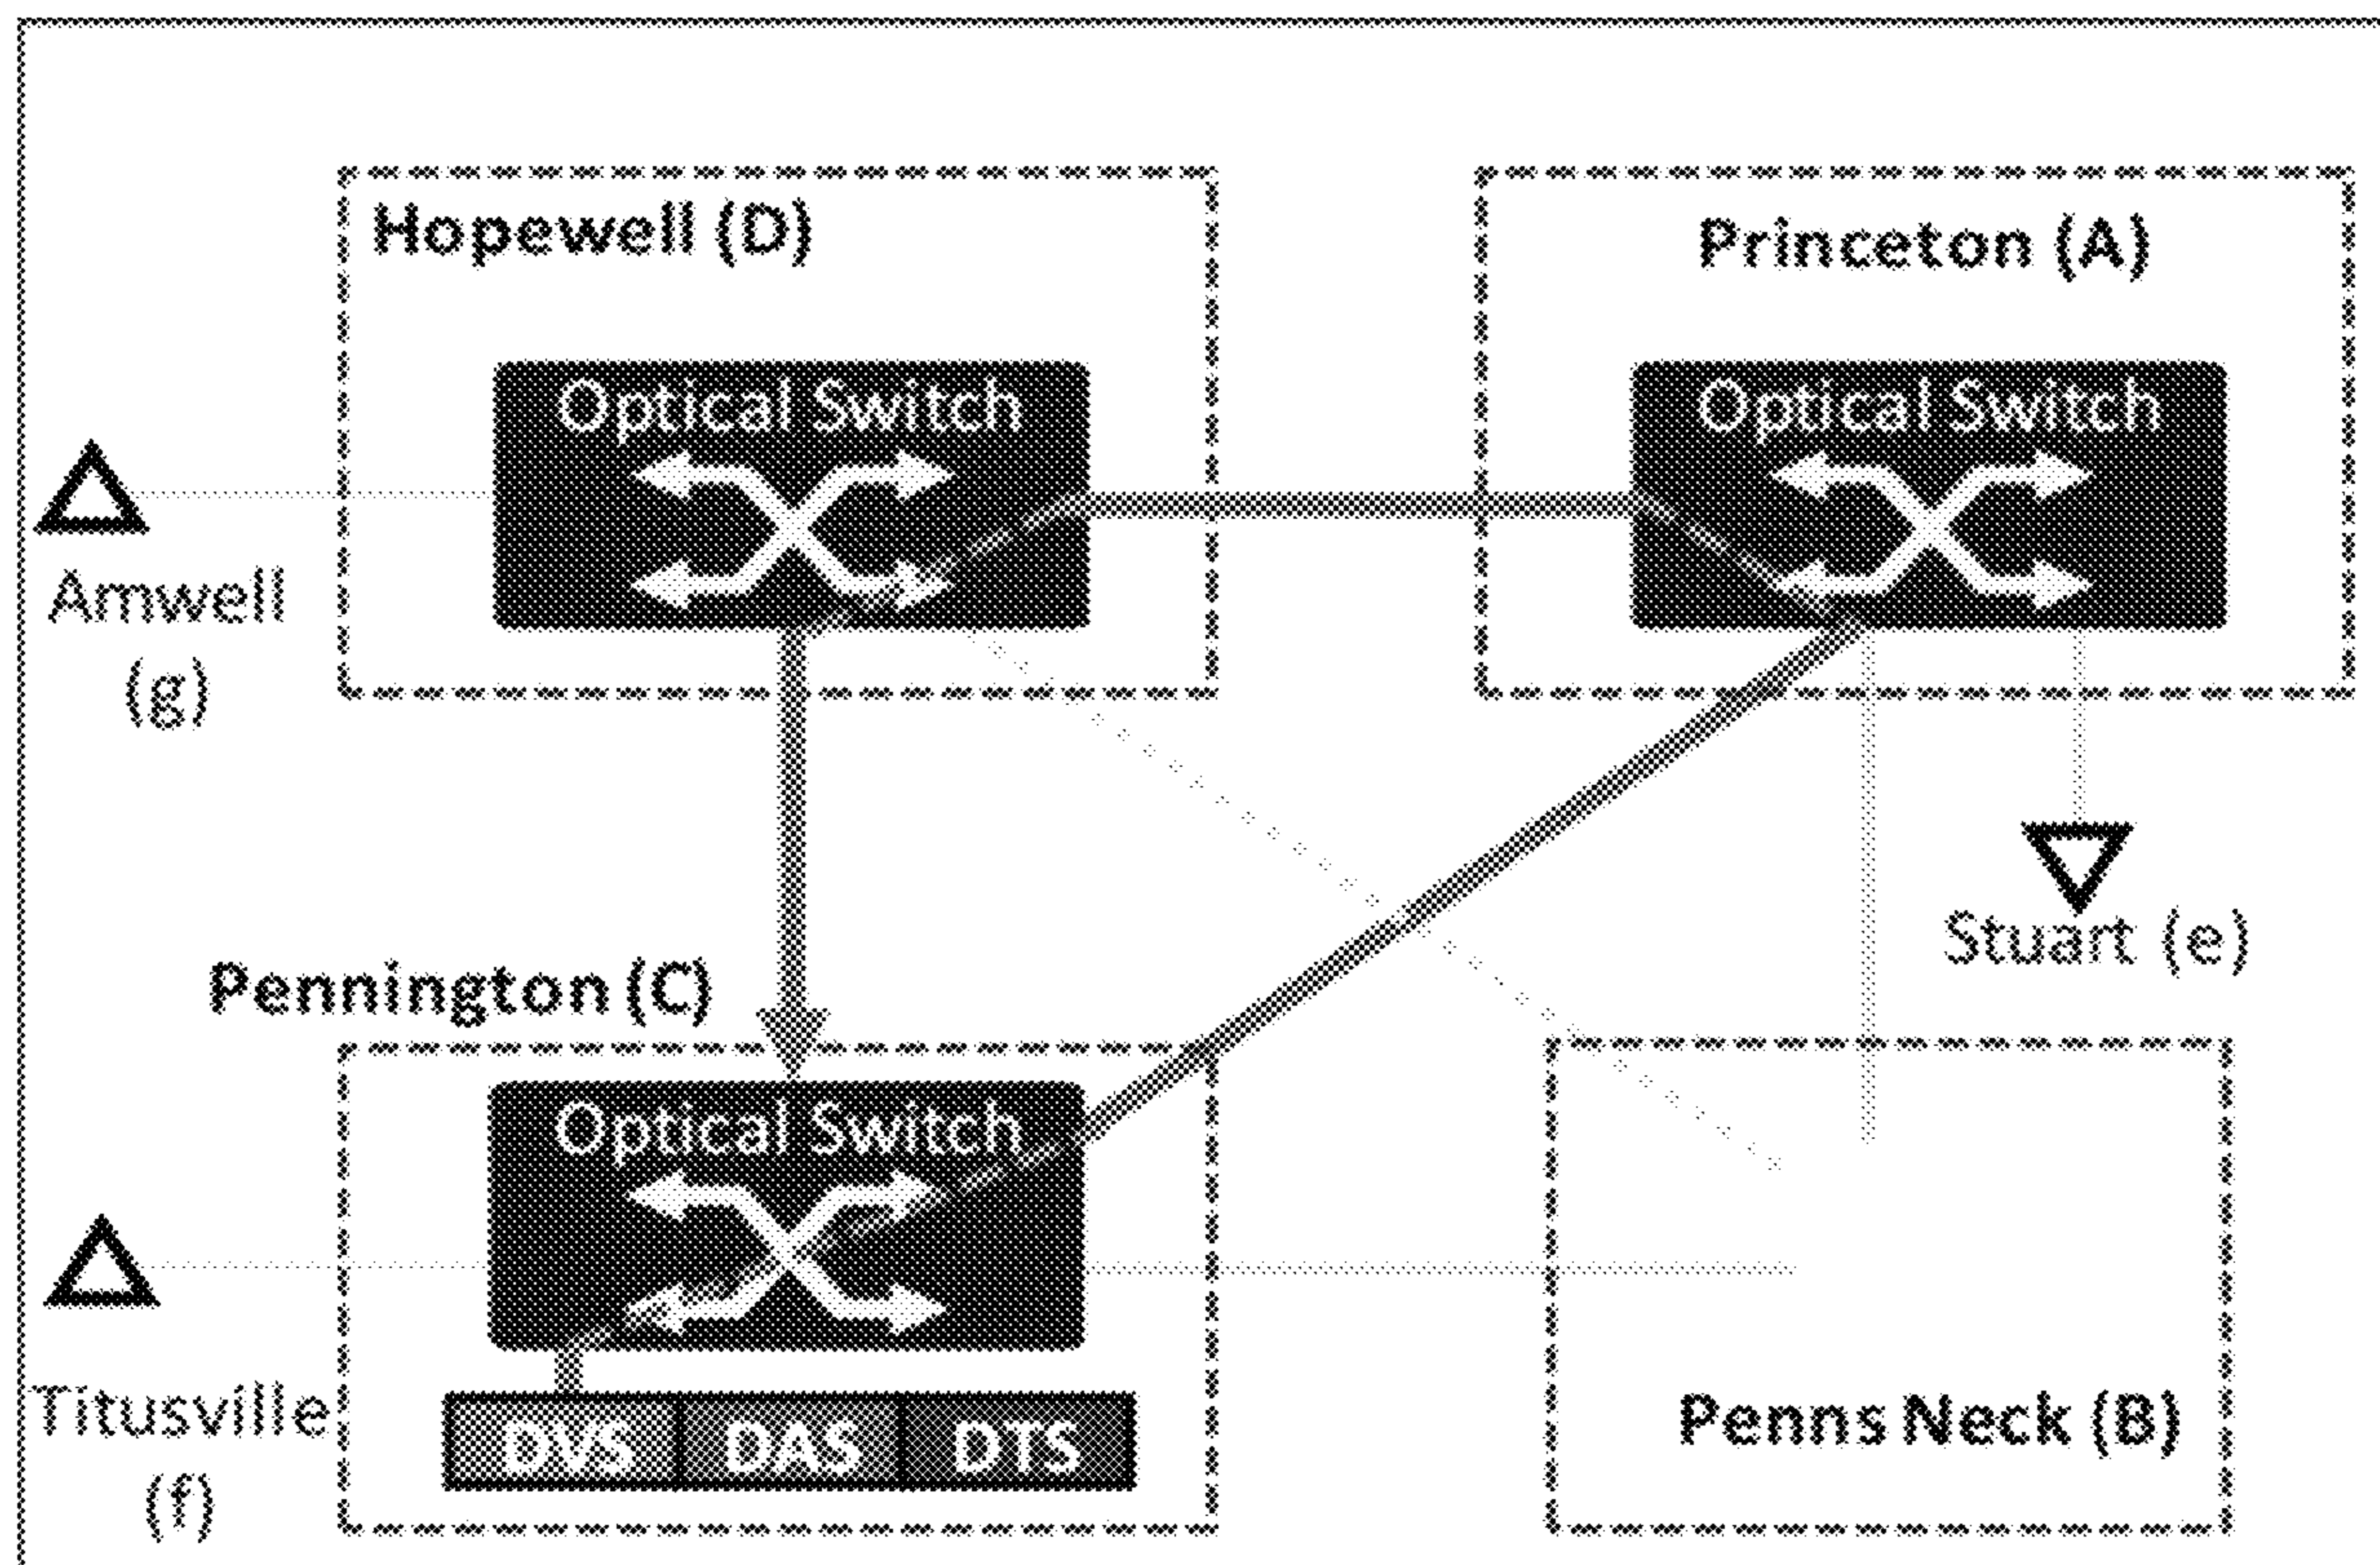 Hopewell (D)
Princeton (A)
Optical Switch
Optical Switch
Amwell
(g)
Stuart (e)
Pennington (C)
Optical Switch
Titusville
(f)
DVS DAS DTS
Penns Neck (B)